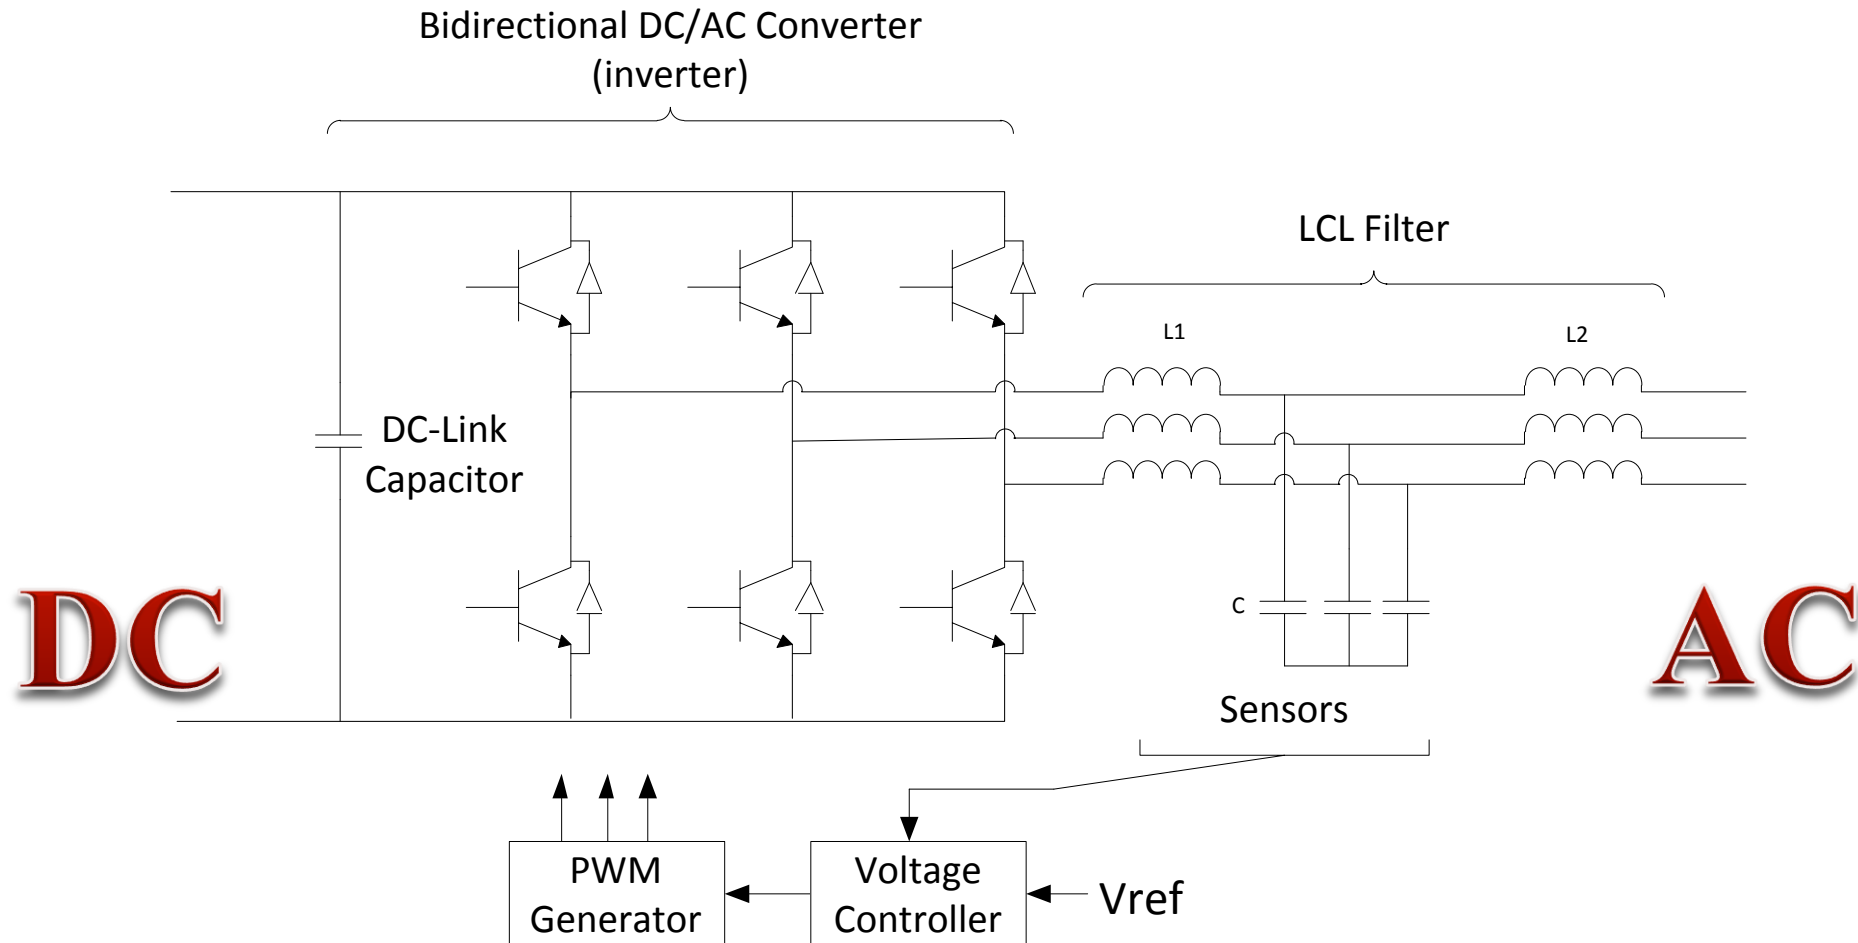 Bidirectional DC/AC Converter
(inverter)
LCL Filter
L1
L2
DC-Link
Capacitor
DC
C
AC
Sensors
PWM
Generator
Voltage
Controller
Vref